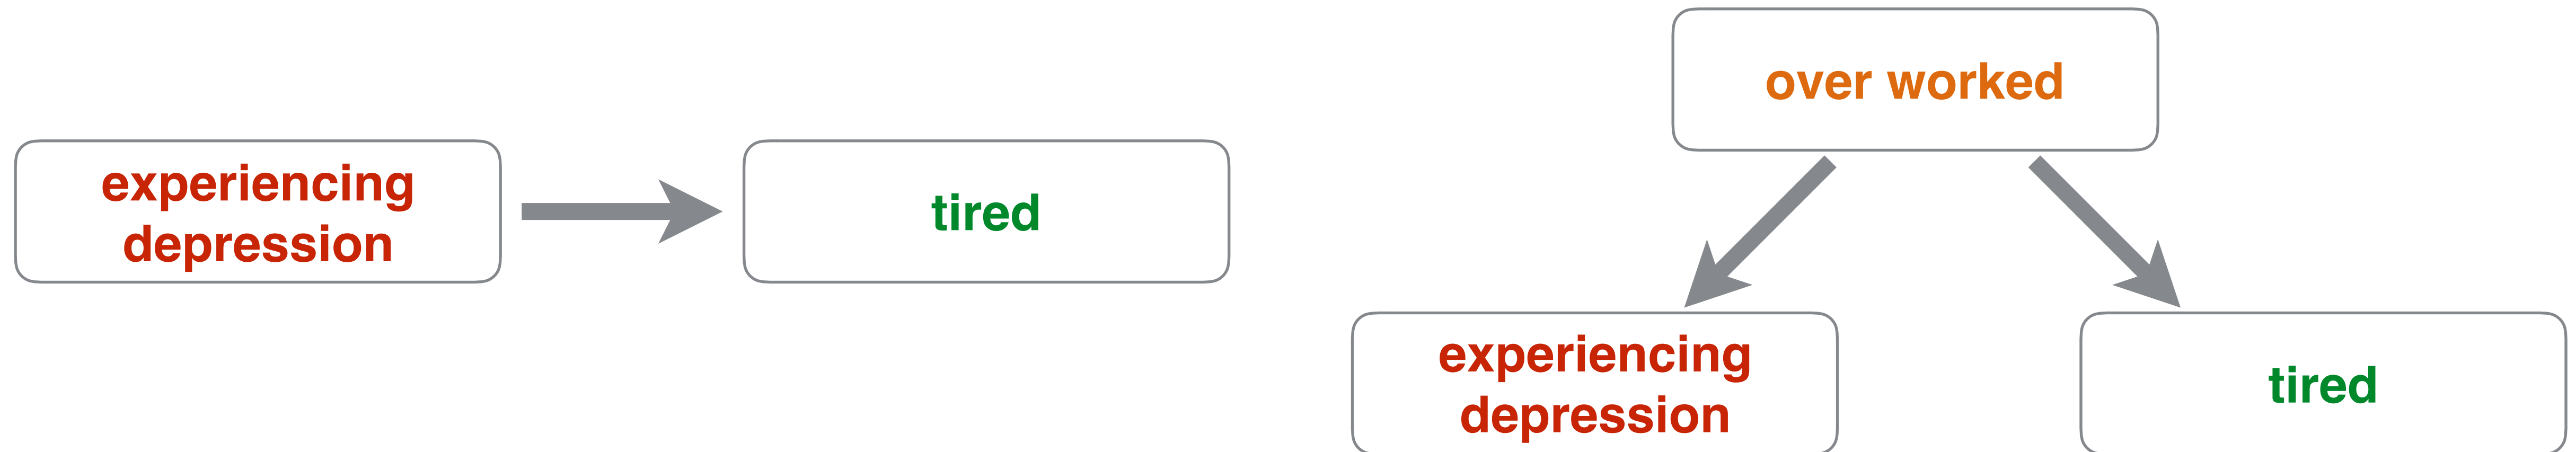 experiencing
depression
tired
over worked
experiencing
depression
tired